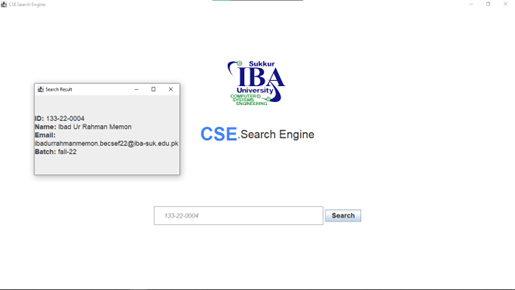 CSE.Search Engine
Sukkur
IBA
University
COMPUTER
SYSTEMS
ENGINEERING
Search Result
ID: 133-22-0004
Name: Ibad Ur Rahman Memon
Email:
ibadurrahmanmemon.becsef22@iba-suk.edu.pk
Batch: fall-22
CSE.Search Engine
133-22-0004
Search